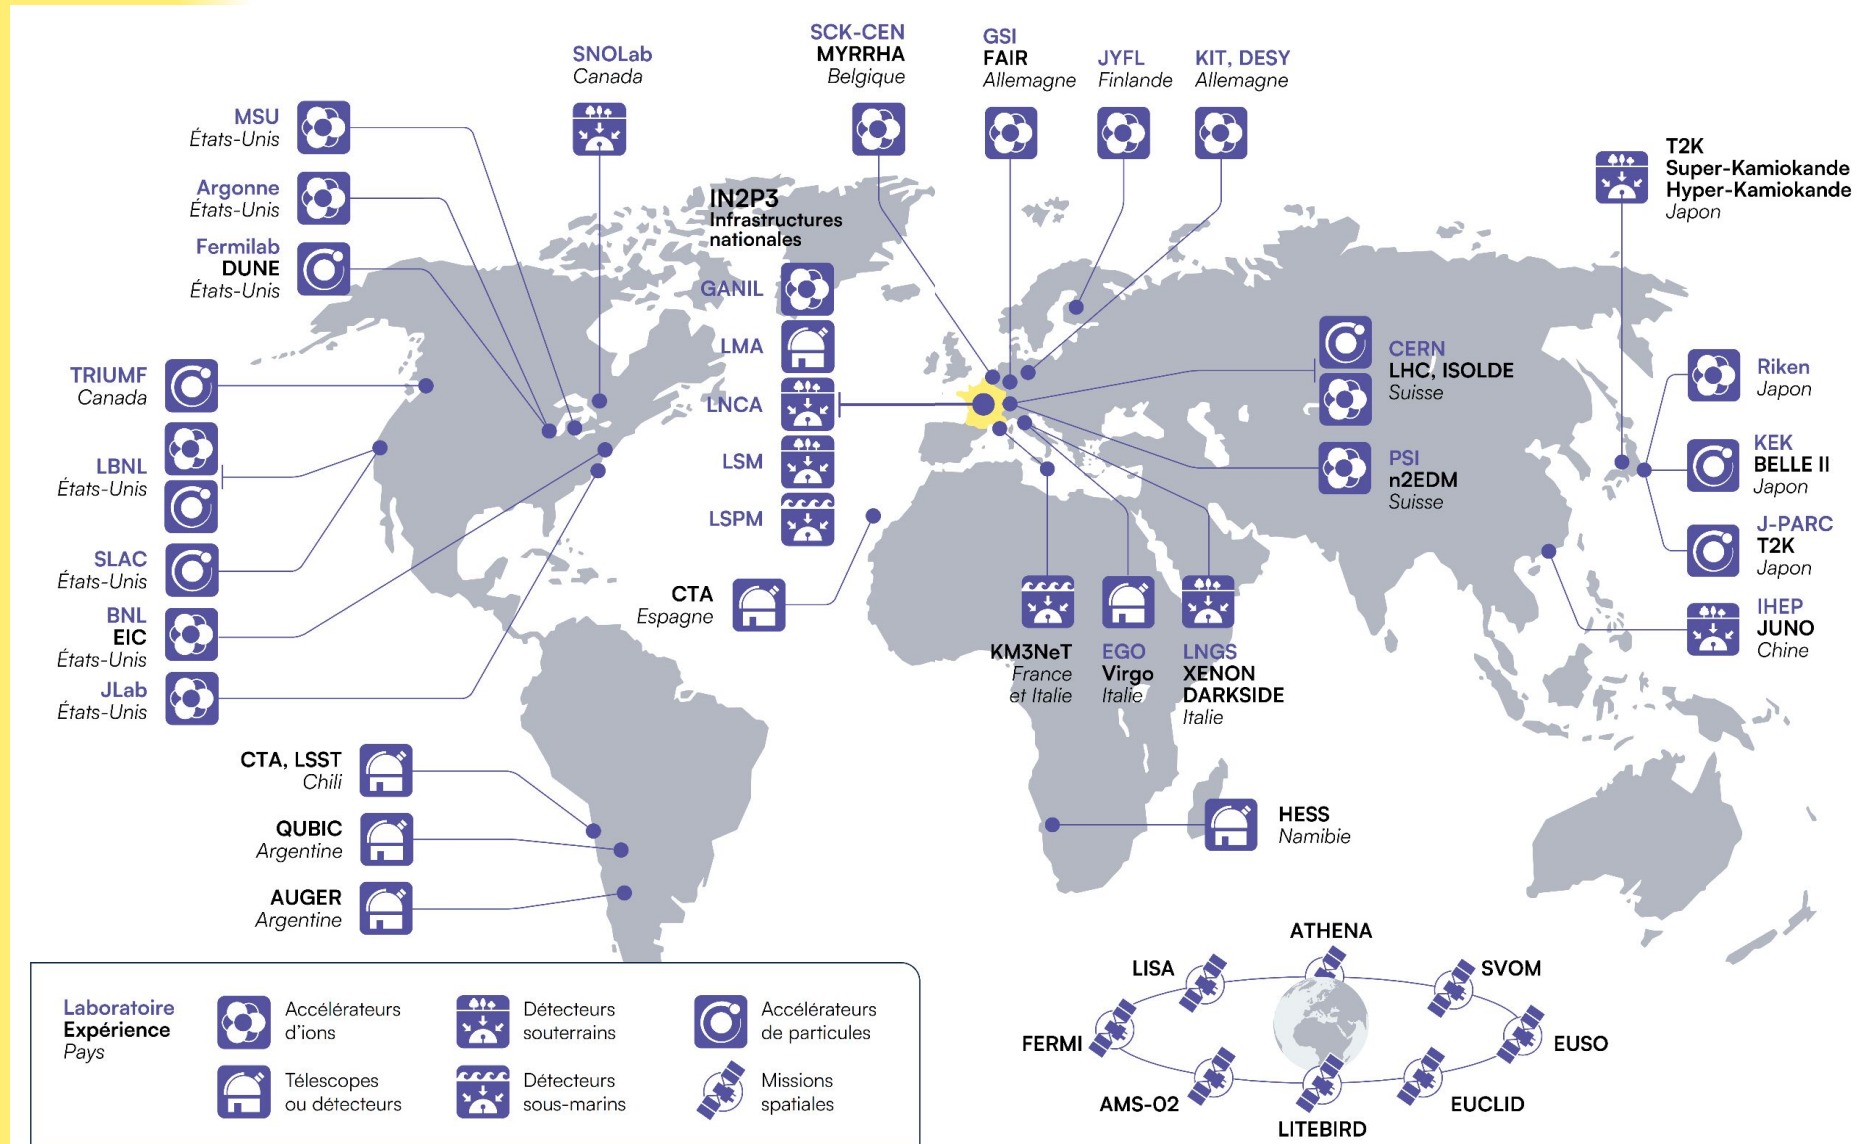 SNOLab
Canada
SCK-CEN
MYRRHA
Belgique
GSI
FAIR
Allemagne
JYFL
Finlande
KIT, DESY
Allemagne
MSU
États-Unis
Argonne
États-Unis
Fermilab
DUNE
États-Unis
TRIUMF
Canada
LBNL
États-Unis
SLAC
États-Unis
BNL
EIC
États-Unis
JLab
États-Unis
CTA, LSST
Chili
QUBIC
Argentine
AUGER
Argentine
IN2P3
Infrastructures
nationales
GANIL
LMA
LNCA
LSM
LSPM
CTA
Espagne
KM3NeT
France
et Italie
EGO
Virgo
Italie
LNGS
XENON
DARKSIDE
Italie
HESS
Namibie
CERN
LHC, ISOLDE
Suisse
PSI
n2EDM
Suisse
T2K
Super-Kamiokande
Hyper-Kamiokande
Japon
Riken
Japon
KEK
BELLE II
Japon
J-PARC
T2K
Japon
IHEP
JUNO
Chine
Laboratoire
Expérience
Pays
Accélérateurs
d'ions
Détecteurs
souterrains
Accélérateurs
de particules
Télescopes
ou détecteurs
Détecteurs
sous-marins
Missions
spatiales
ATHENA
LISA
SVOM
FERMI
EUSO
AMS-02
EUCLID
LITEBIRD